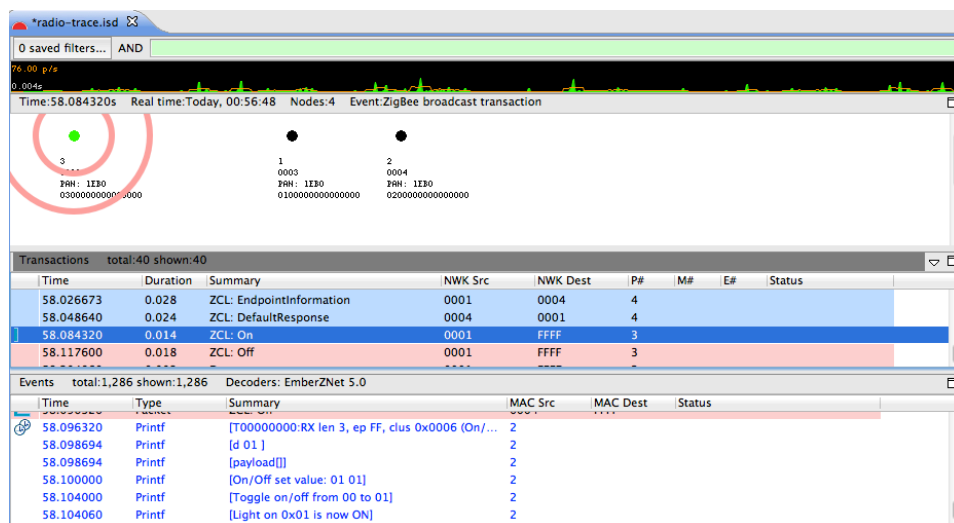 *radio-trace.isd
0 saved filters... AND
76.00 p/s
0.004s
Time:58.084320s Real time:Today, 00:56:48 Nodes:4 Event:ZigBee broadcast transaction
3 1 2
0003 0004
PAN: 1EB0 PAN: 1EB0 PAN: 1EB0
0300000000000000 0100000000000000 0200000000000000
Transactions total:40 shown:40
Time Duration Summary NWK Src NWK Dest P# M# E# Status
58.026673 0.028 ZCL: EndpointInformation 0001 0004 4
58.048640 0.024 ZCL: DefaultResponse 0004 0001 4
58.084320 0.014 ZCL: On 0001 FFFF 3
58.117600 0.018 ZCL: Off 0001 FFFF 3
Events total:1,286 shown:1,286 Decoders: EmberZNet 5.0
Time Type Summary MAC Src MAC Dest Status
58.096320 Printf [T00000000:RX len 3, ep FF, clus 0x0006 (On/... 2
58.098694 Printf [d 01 ] 2
58.098694 Printf [payload[]] 2
58.100000 Printf [On/Off set value: 01 01] 2
58.104000 Printf [Toggle on/off from 00 to 01] 2
58.104060 Printf [Light on 0x01 is now ON] 2